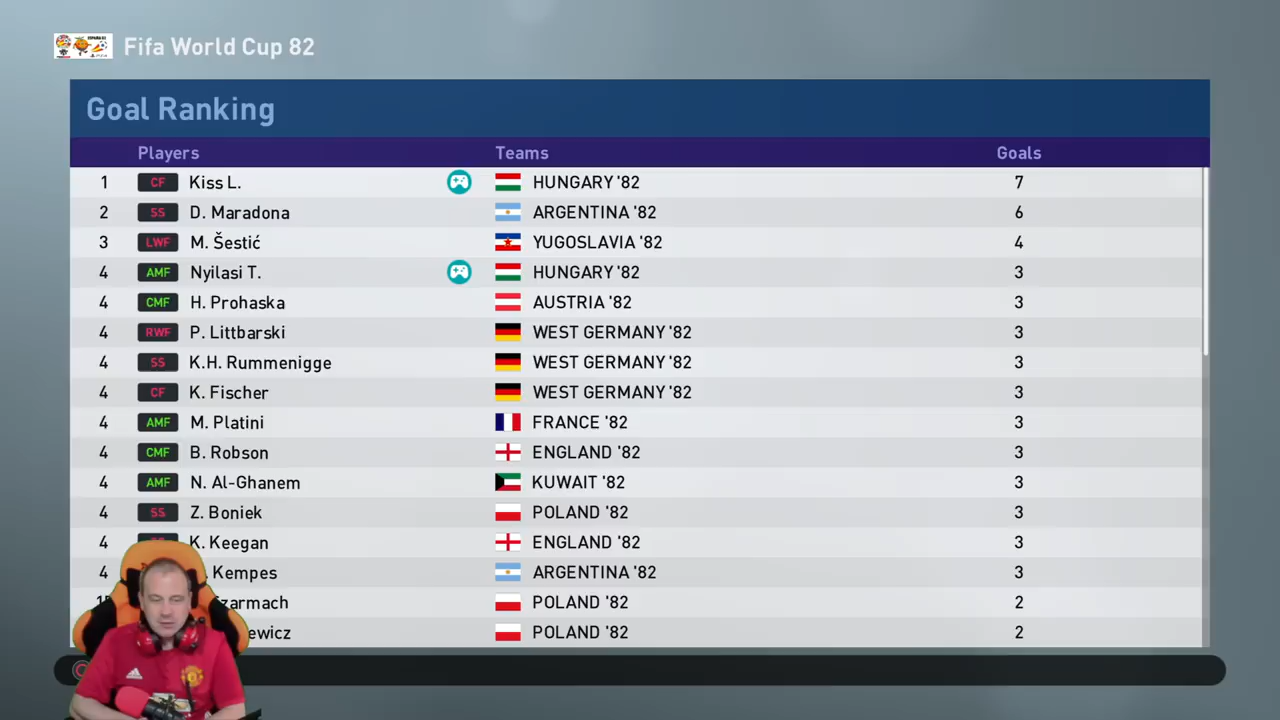 Fifa World Cup 82
Goal Ranking
Players Teams Goals
1 CF Kiss L. HUNGARY '82 7
2 SS D. Maradona ARGENTINA '82 6
3 LWF M. Šestić YUGOSLAVIA '82 4
4 AMF Nyilasi T. HUNGARY '82 3
4 CMF H. Prohaska AUSTRIA '82 3
4 RWF P. Littbarski WEST GERMANY '82 3
4 SS K.H. Rummenigge WEST GERMANY '82 3
4 CF K. Fischer WEST GERMANY '82 3
4 AMF M. Platini FRANCE '82 3
4 CMF B. Robson ENGLAND '82 3
4 AMF N. Al-Ghanem KUWAIT '82 3
4 SS Z. Boniek POLAND '82 3
4 K. Keegan ENGLAND '82 3
4 Kempes ARGENTINA '82 3
zarmach POLAND '82 2
ewicz POLAND '82 2